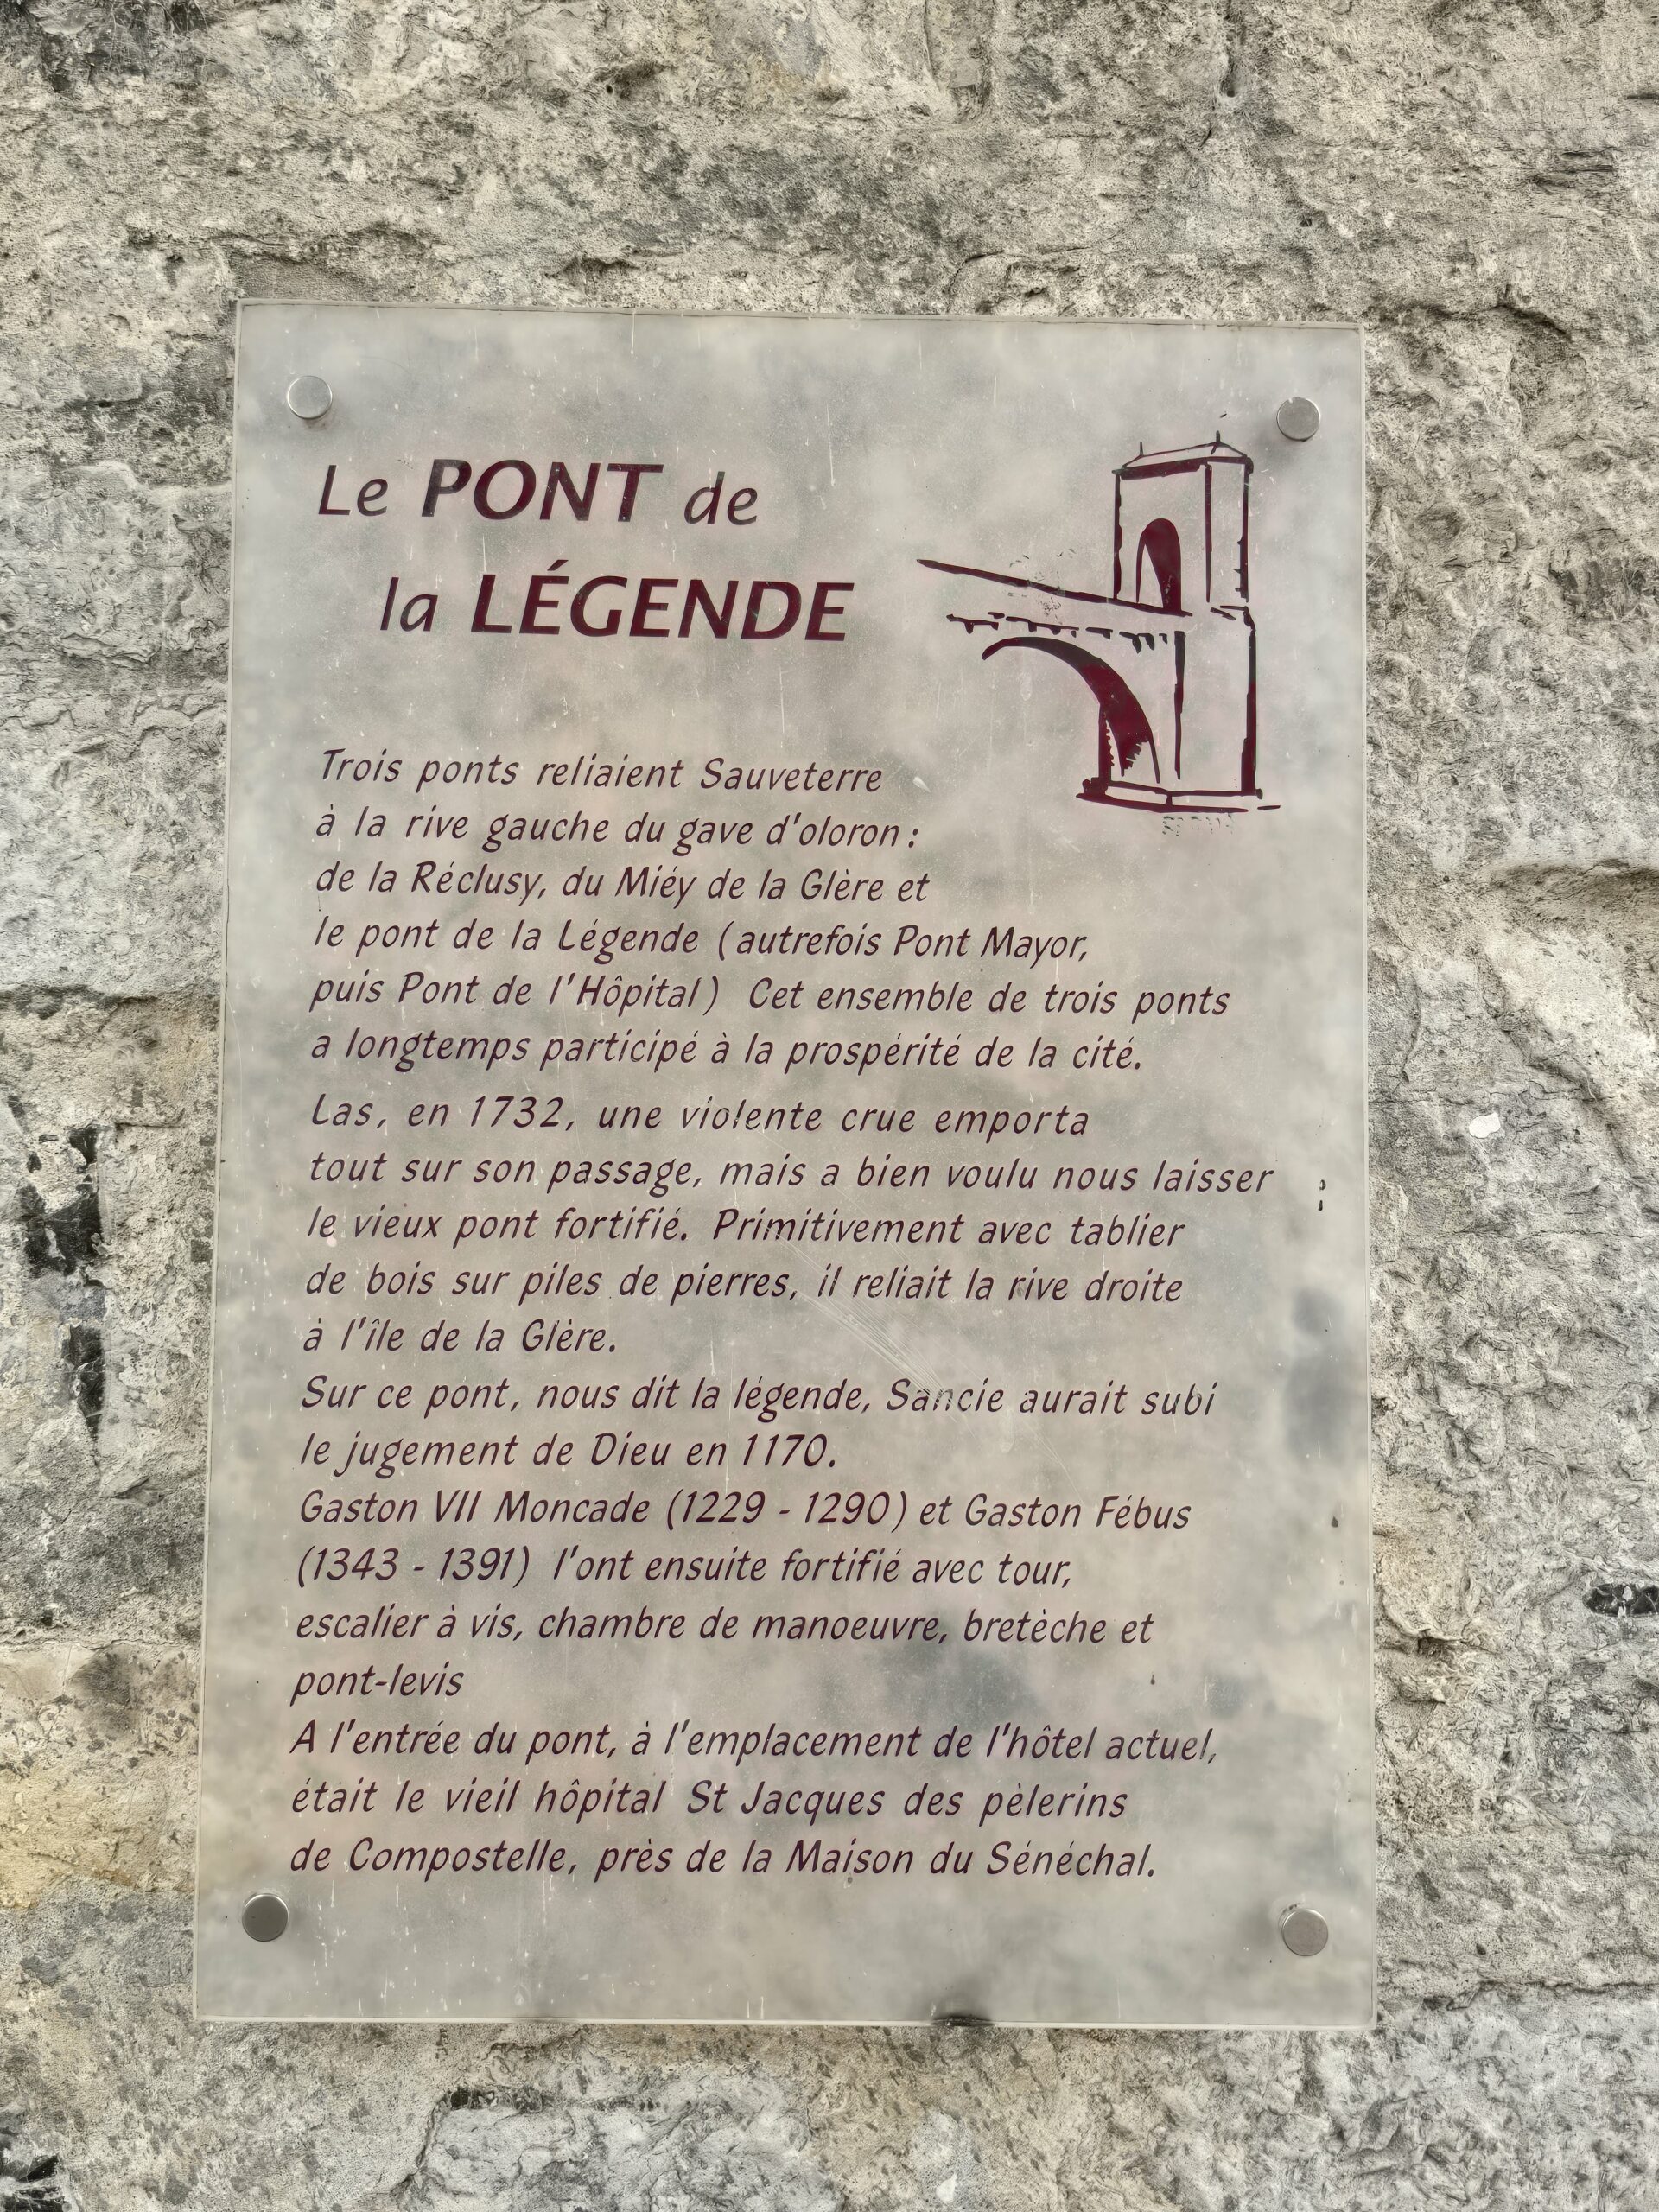 Le PONT de
la LÉGENDE
Trois ponts reliaient Sauveterre
à la rive gauche du gave d'oloron :
de la Réclusy, du Miéy de la Glère et
le pont de la Légende (autrefois Pont Mayor,
puis Pont de l'Hôpital) Cet ensemble de trois ponts
a longtemps participé à la prospérité de la cité.
Las, en 1732, une violente crue emporta
tout sur son passage, mais a bien voulu nous laisser
le vieux pont fortifié. Primitivement avec tablier
de bois sur piles de pierres, il reliait la rive droite
à l'île de la Glère.
Sur ce pont, nous dit la légende, Sancie aurait subi
le jugement de Dieu en 1170.
Gaston VII Moncade (1229 - 1290) et Gaston Fébus
(1343 - 1391) l'ont ensuite fortifié avec tour,
escalier à vis, chambre de manoeuvre, bretèche et
pont-levis
A l'entrée du pont, à l'emplacement de l'hôtel actuel,
était le vieil hôpital St Jacques des pèlerins
de Compostelle, près de la Maison du Sénéchal.